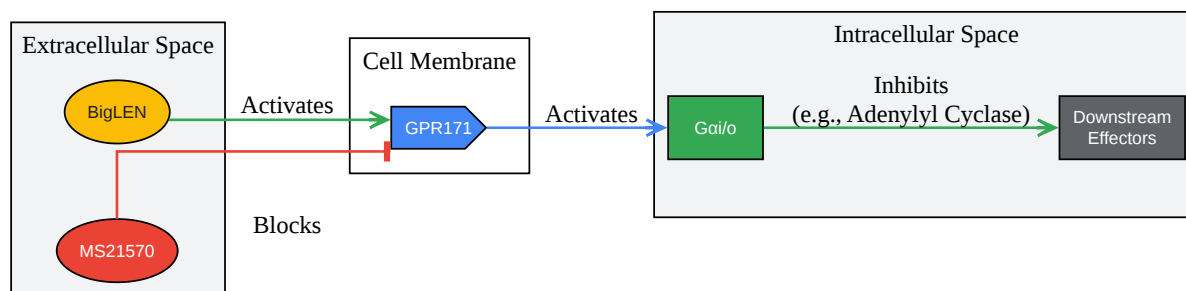 Extracellular Space
BigLEN
Activates
Cell Membrane
GPR171
Activates
Intracellular Space
Gαi/o
Inhibits
(e.g., Adenylyl Cyclase)
Downstream
Effectors
MS21570
Blocks